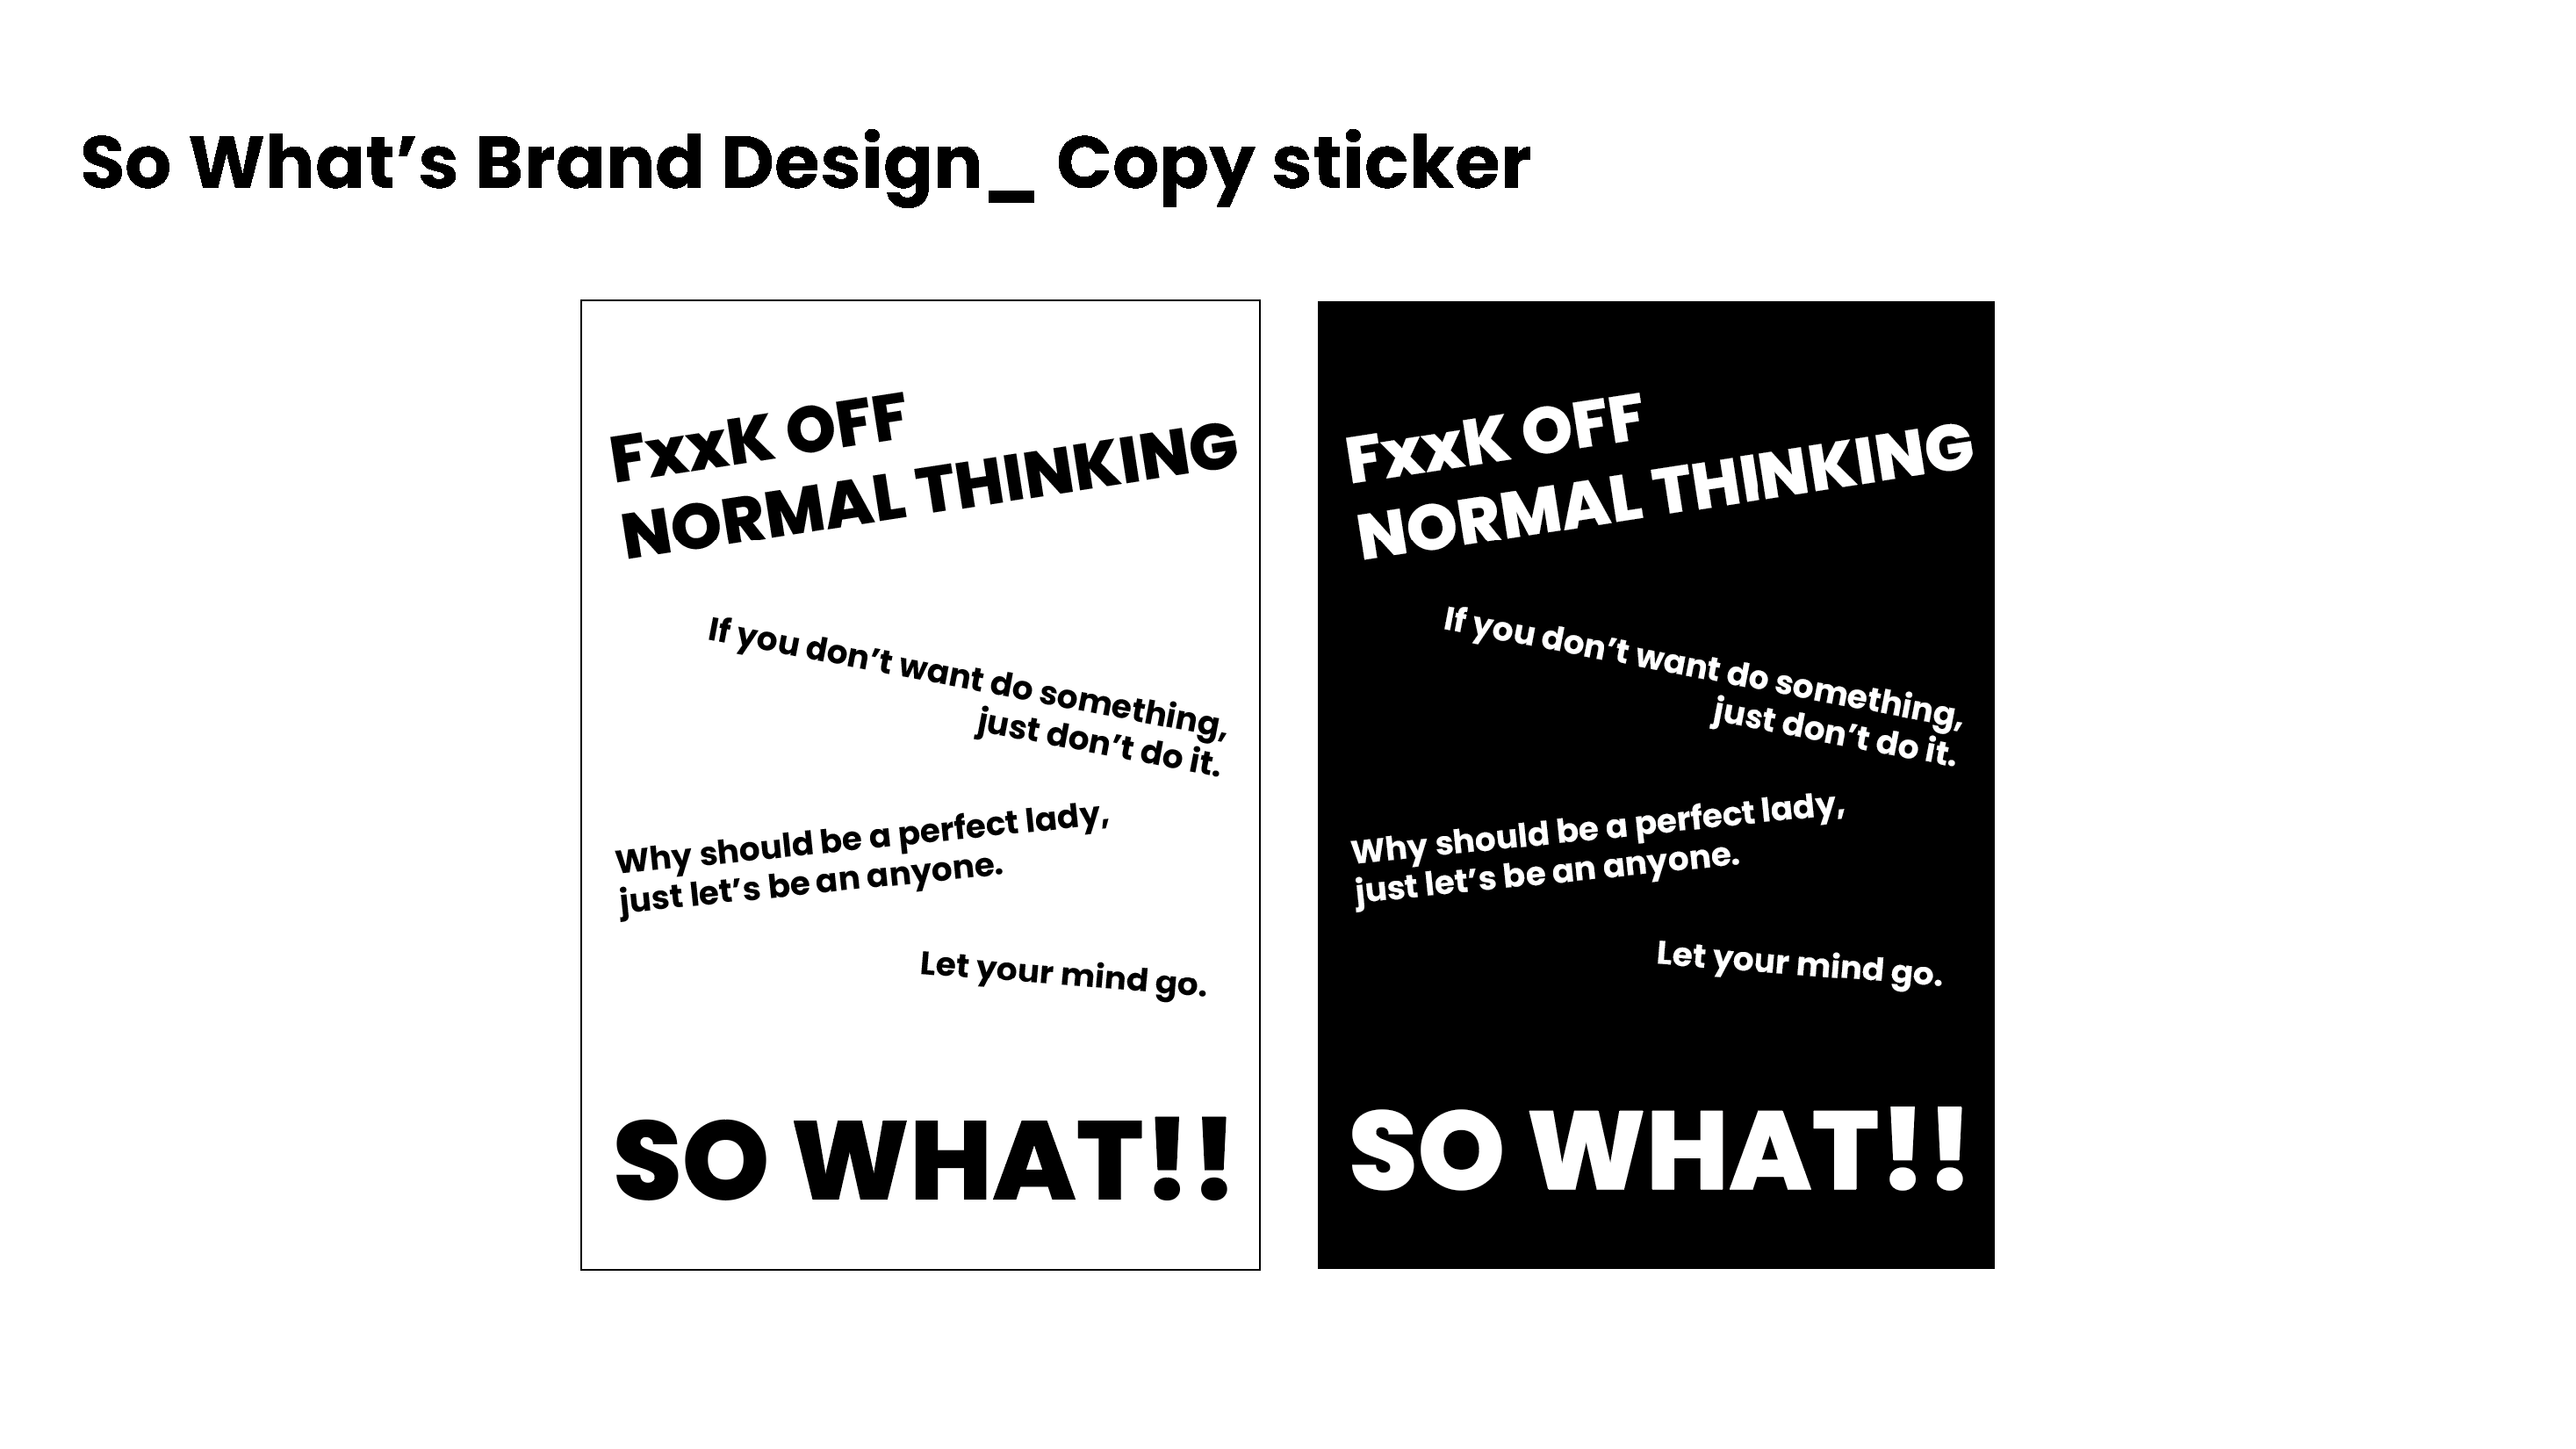 So What’s Brand Design_ Copy sticker
FxxK OFF
NORMAL THINKING
If you don’t want do something,
just don’t do it.
Why should be a perfect lady,
just let’s be an anyone.
Let your mind go.
SO WHAT!!
FxxK OFF
NORMAL THINKING
If you don’t want do something,
just don’t do it.
Why should be a perfect lady,
just let’s be an anyone.
Let your mind go.
SO WHAT!!